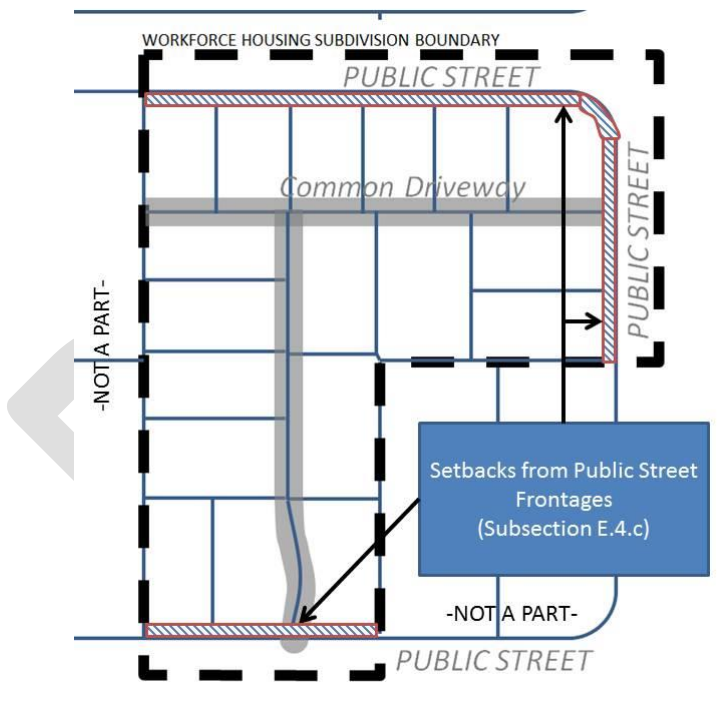 WORKFORCE HOUSING SUBDIVISION BOUNDARY
PUBLIC STREET
Common Driveway
PUBLIC STREET
-NOT A PART-
Setbacks from Public Street
Frontages
(Subsection E.4.c)
-NOT A PART-
PUBLIC STREET